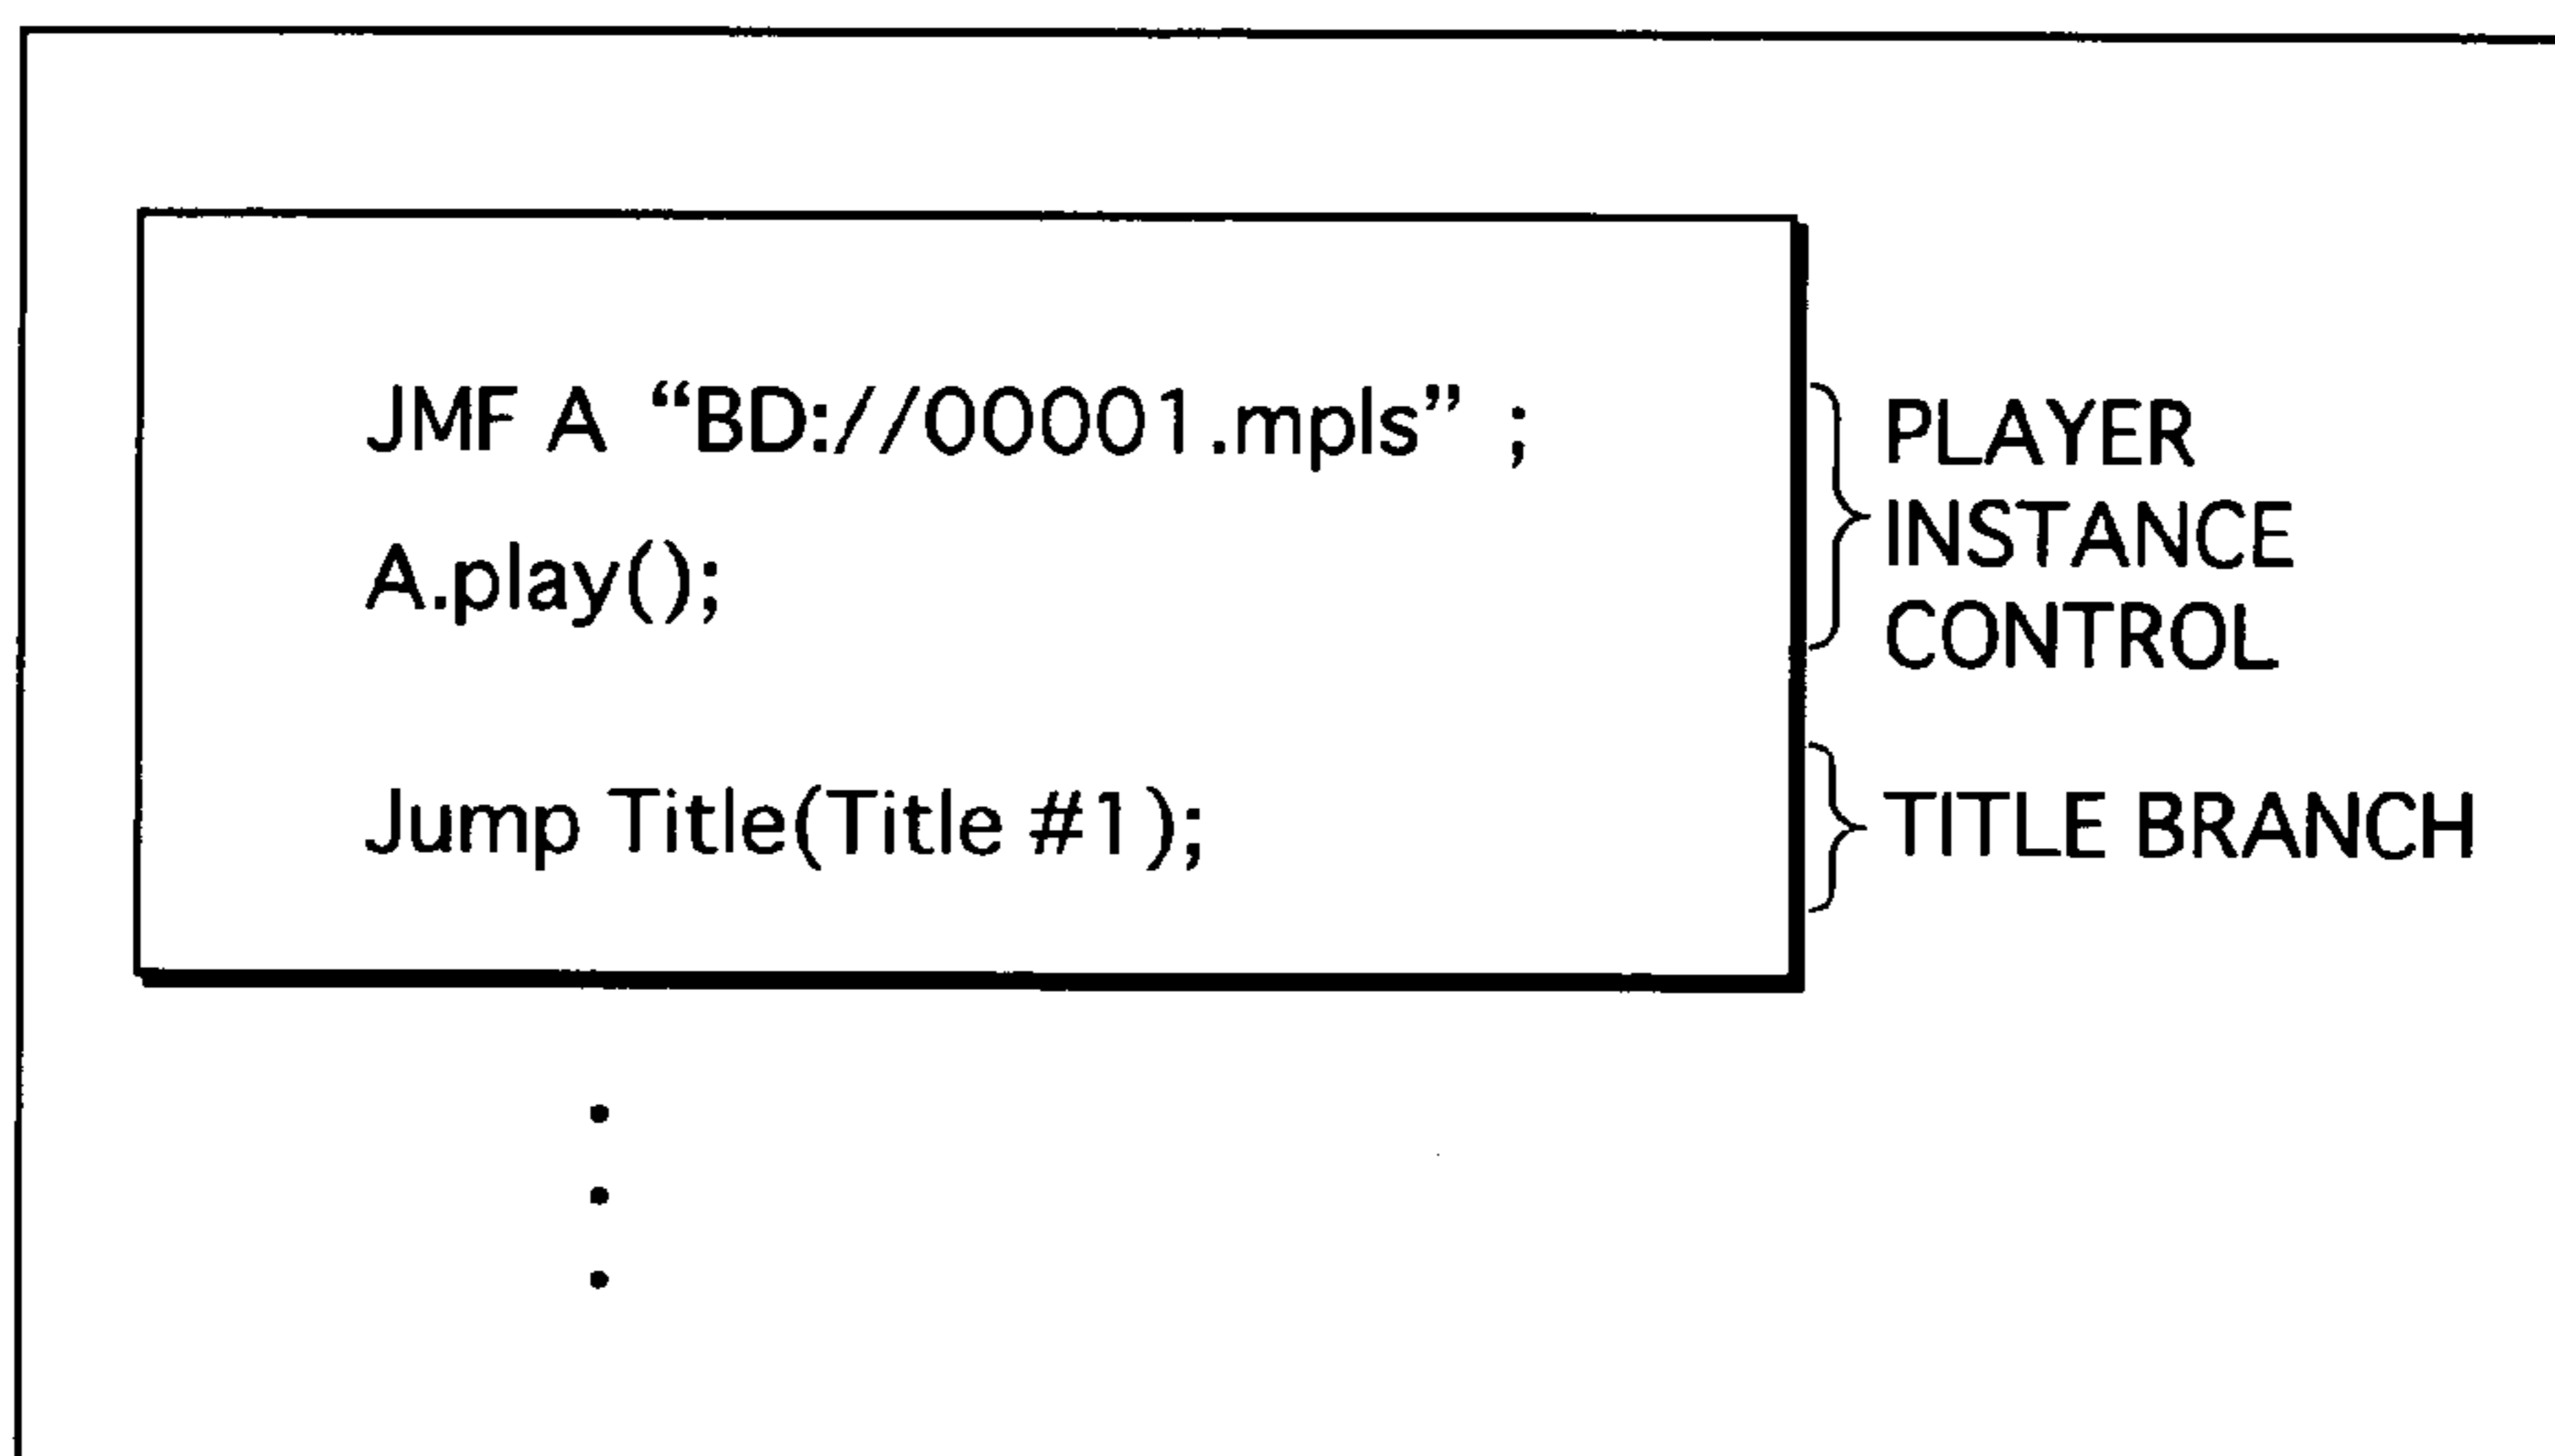 JMF A “BD://00001.mpls” ;
A.play();
PLAYER
INSTANCE
CONTROL
Jump Title(Title #1);
TITLE BRANCH